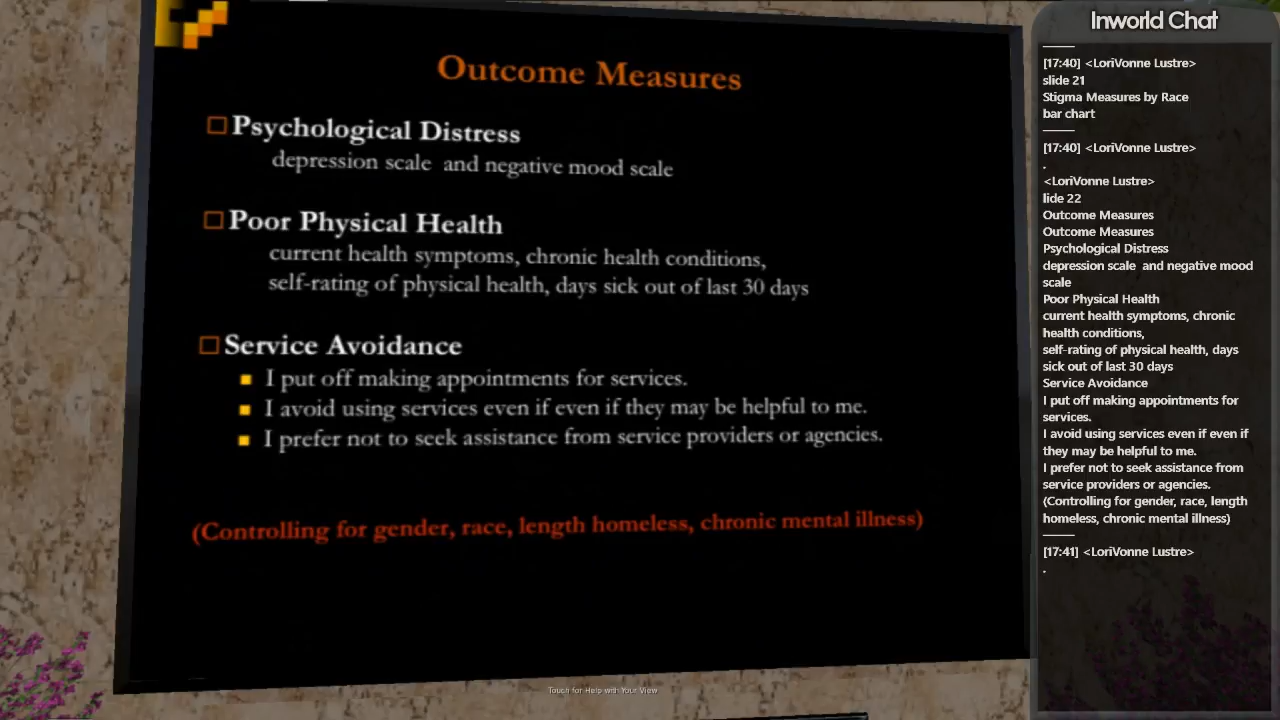 Outcome Measures
Psychological Distress
depression scale and negative mood scale
Poor Physical Health
current health symptoms, chronic health conditions,
self-rating of physical health, days sick out of last 30 days
Service Avoidance
I put off making appointments for services.
I avoid using services even if even if they may be helpful to me.
I prefer not to seek assistance from service providers or agencies.
(Controlling for gender, race, length homeless, chronic mental illness)
Touch for Help with Your View
Inworld Chat
[17:40] <LoriVonne Lustre>
slide 21
Stigma Measures by Race
bar chart
[17:40] <LoriVonne Lustre>
.
<LoriVonne Lustre>
lide 22
Outcome Measures
Outcome Measures
Psychological Distress
depression scale and negative mood
scale
Poor Physical Health
current health symptoms, chronic
health conditions,
self-rating of physical health, days
sick out of last 30 days
Service Avoidance
I put off making appointments for
services.
I avoid using services even if even if
they may be helpful to me.
I prefer not to seek assistance from
service providers or agencies.
(Controlling for gender, race, length
homeless, chronic mental illness)
[17:41] <LoriVonne Lustre>
.